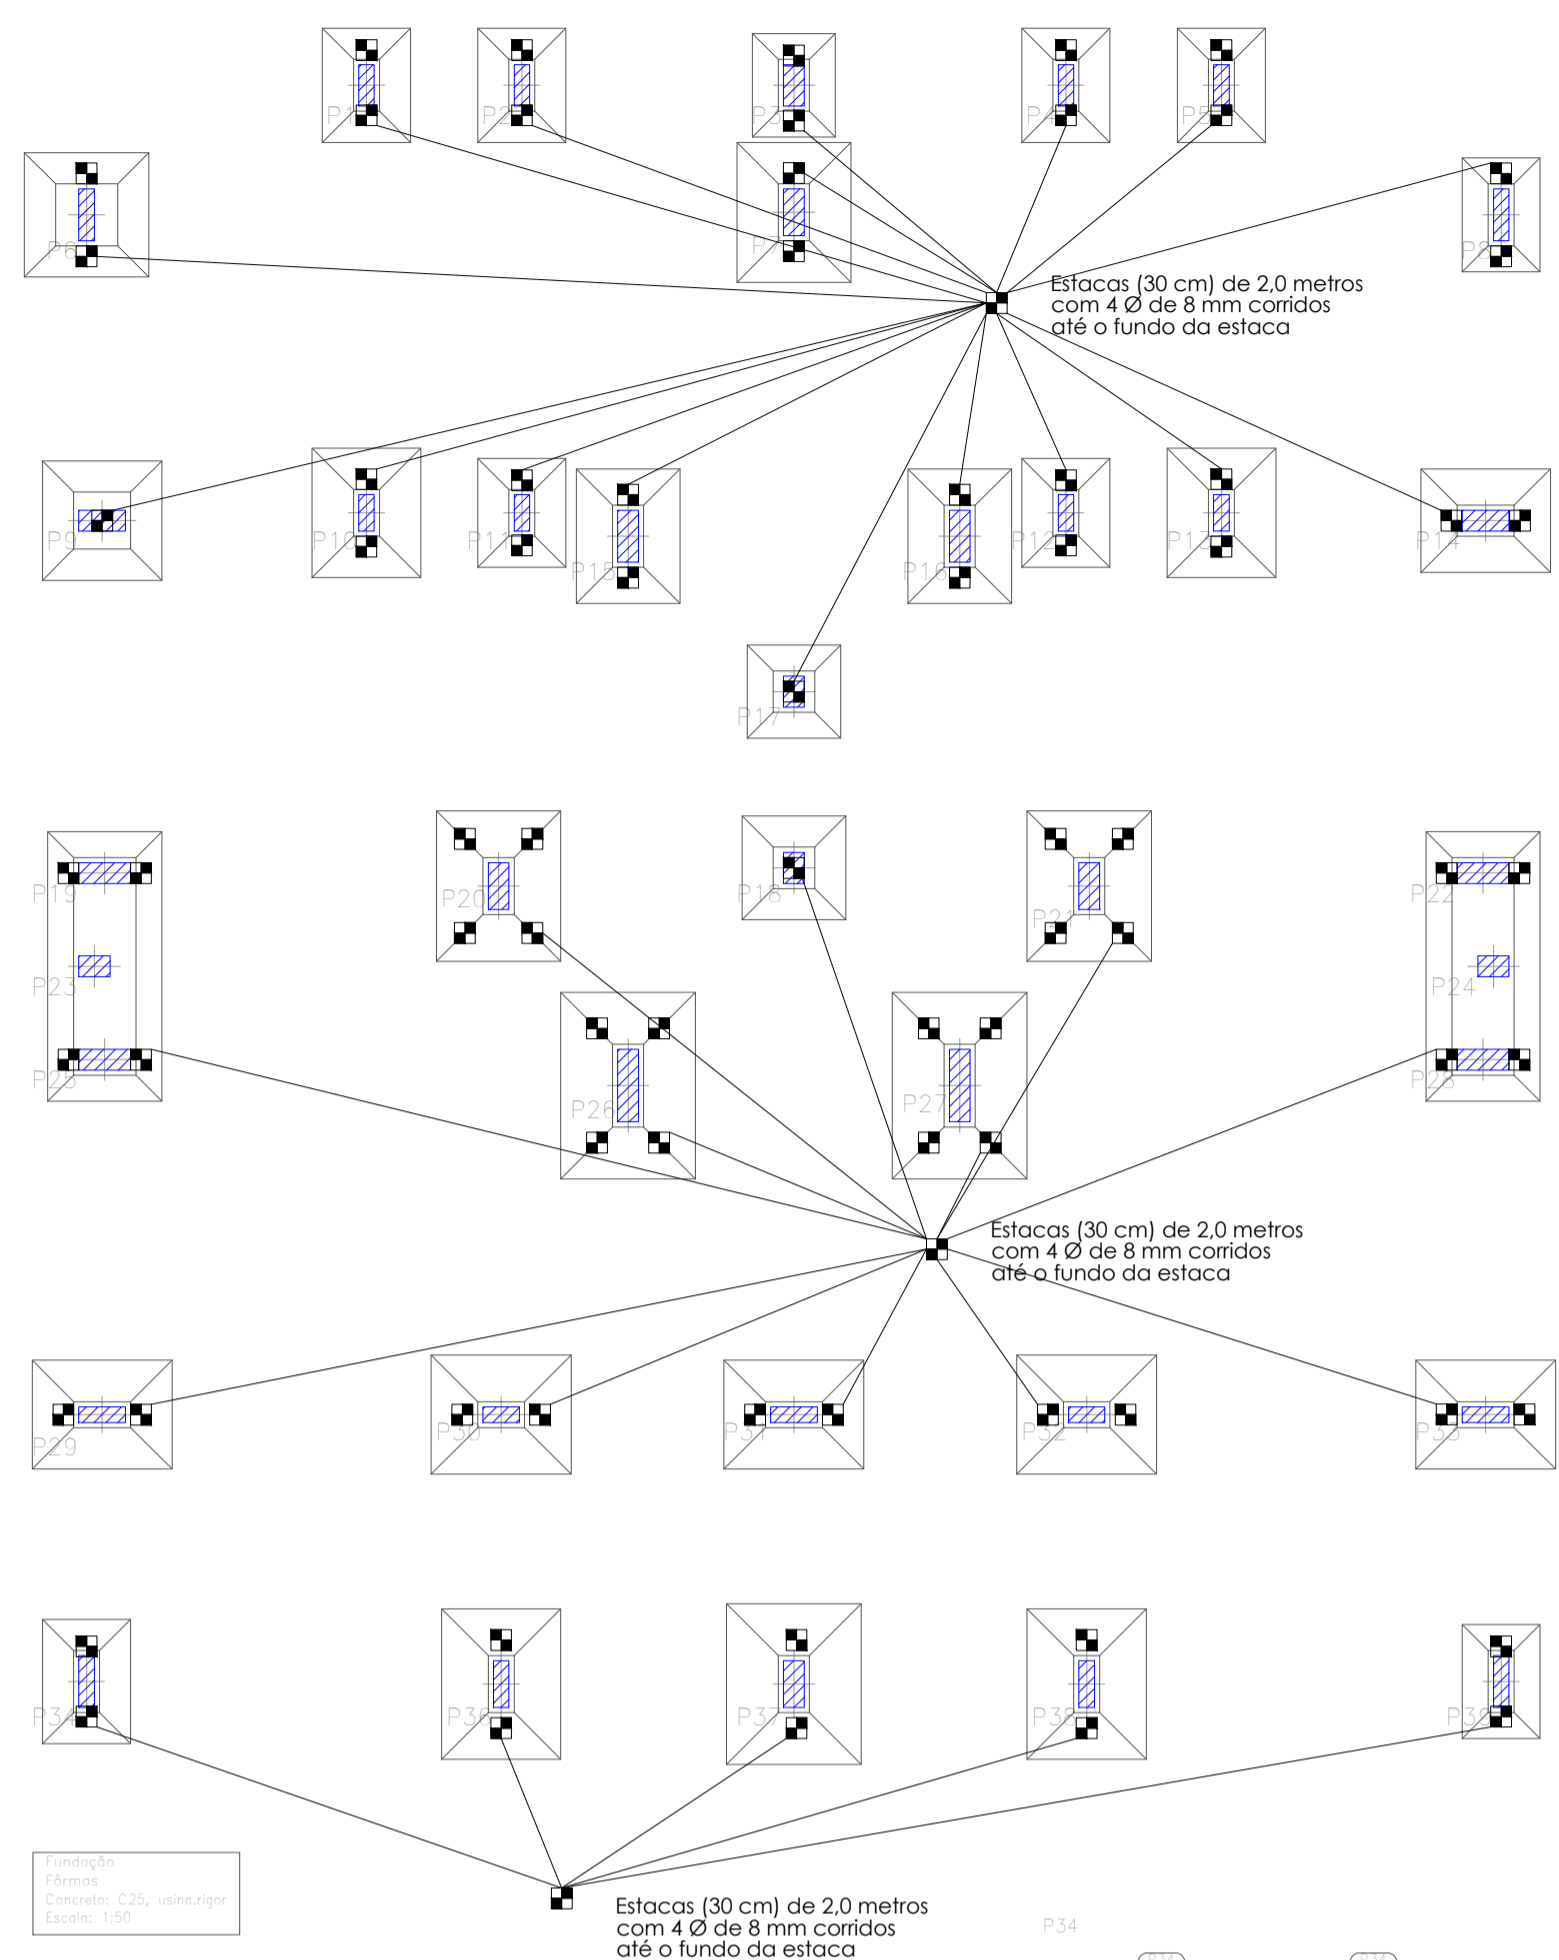 P1
P2
P3
P4
P5
P6
P7
P8
Estacas (30 cm) de 2,0 metros
com 4 Ø de 8 mm corridos
até o fundo da estaca
P9
P10
P11
P15
P16
P12
P13
P14
P17
P19
P20
P18
P21
P22
P23
P24
P25
P26
P27
P28
Estacas (30 cm) de 2,0 metros
com 4 Ø de 8 mm corridos
até o fundo da estaca
P29
P30
P31
P32
P33
P34
P36
P37
P38
P39
Fundação
Fôrmas
Concreto: C25, usina,rigor
Escala: 1:50
Estacas (30 cm) de 2,0 metros
com 4 Ø de 8 mm corridos
até o fundo da estaca
P34
P34
P34